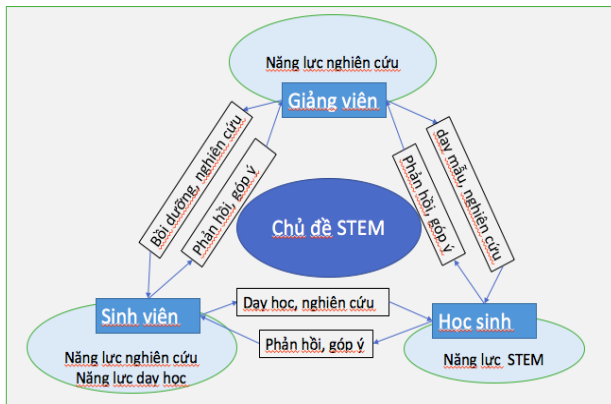 Năng lực nghiên cứu
Giảng viên
Bồi dưỡng, nghiên cứu
Phản hồi, góp ý
Phản hồi, góp ý
dạy mẫu, nghiên cứu
Chủ đề STEM
Sinh viên
Dạy học, nghiên cứu
Học sinh
Phản hồi, góp ý
Năng lực nghiên cứu
Năng lực dạy học
Năng lưc STEM